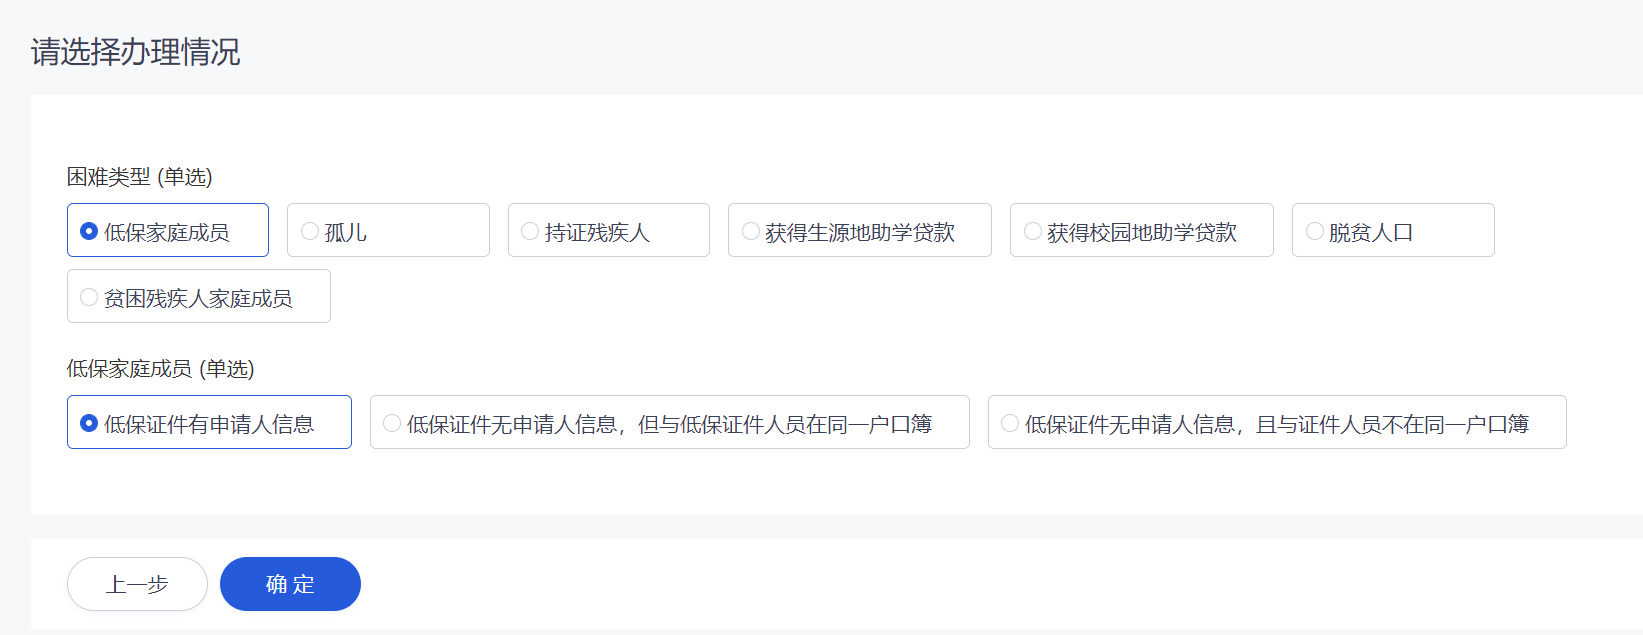 请选择办理情况
困难类型 (单选)
低保家庭成员 孤儿 持证残疾人 获得生源地助学贷款 获得校园地助学贷款 脱贫人口
贫困残疾人家庭成员
低保家庭成员 (单选)
低保证件有申请人信息 低保证件无申请人信息，但与低保证件人员在同一户口簿 低保证件无申请人信息，且与证件人员不在同一户口簿
上一步 确 定